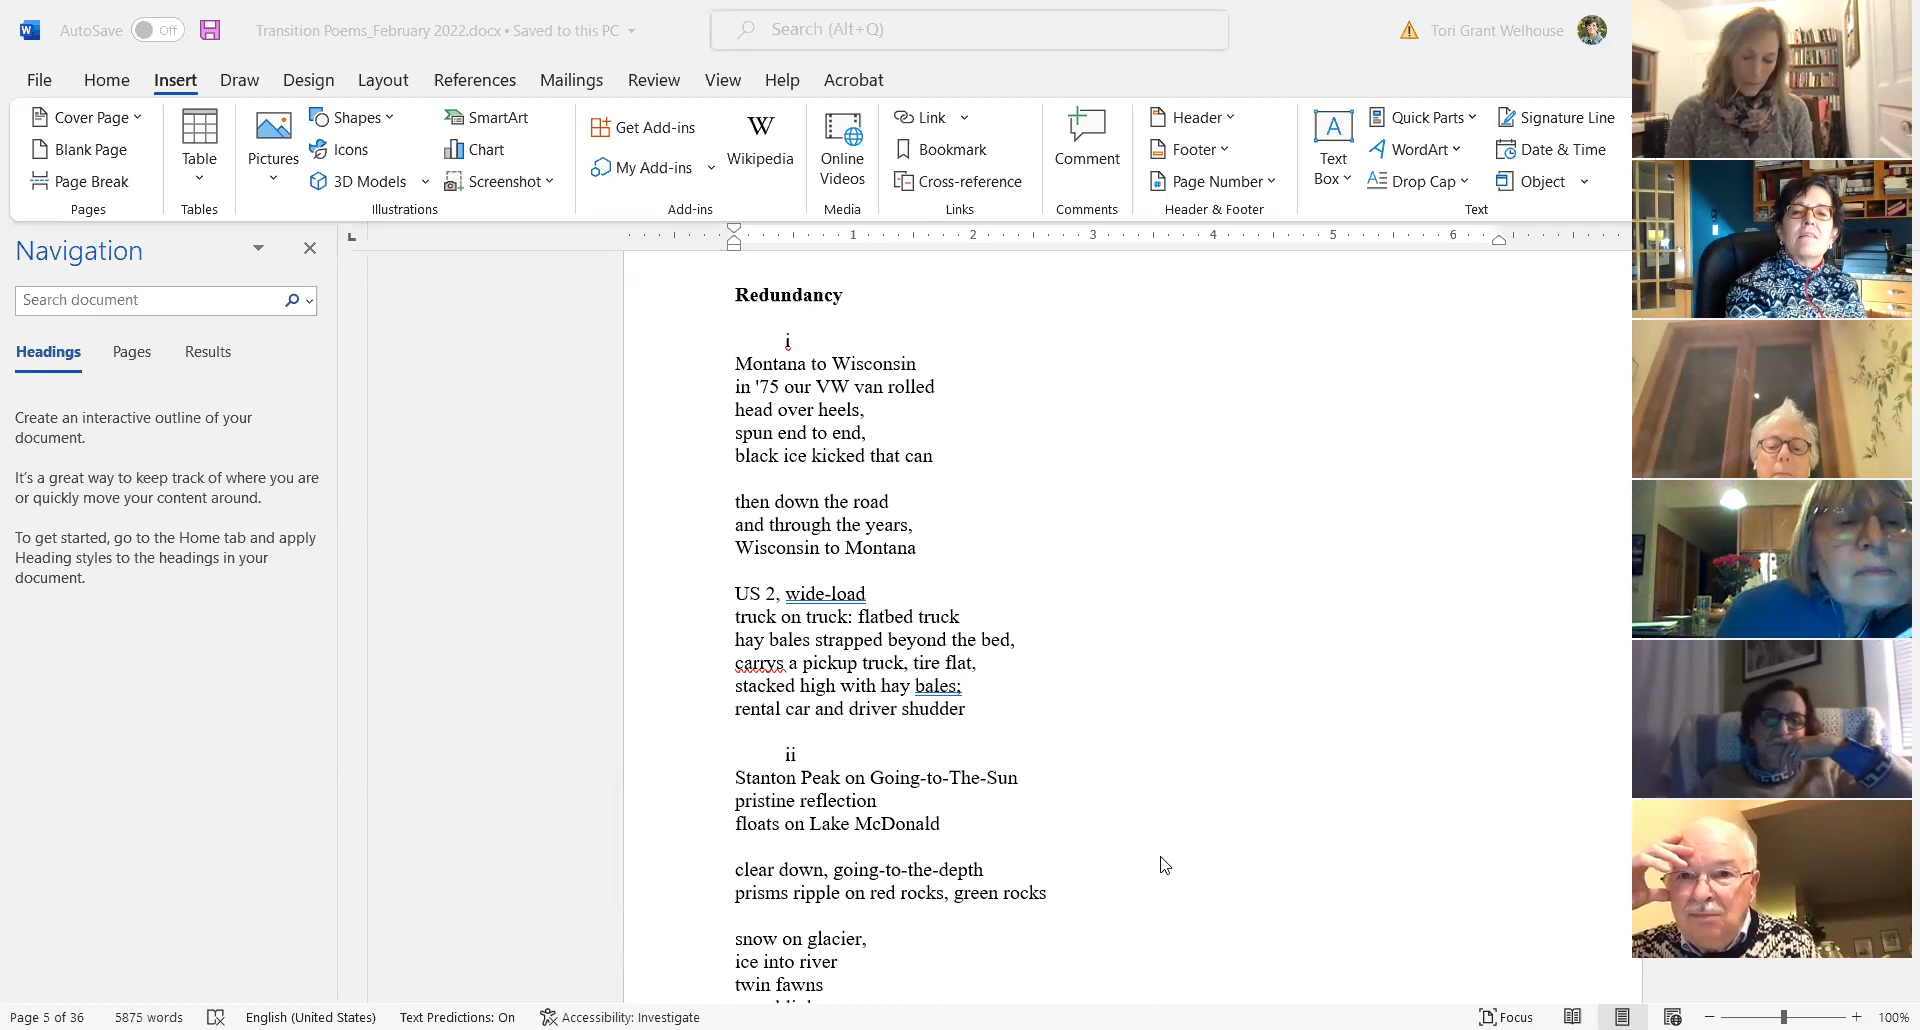 AutoSave Off
Transition Poems_February 2022.docx • Saved to this PC
Search (Alt+Q)
Tori Grant Welhouse
File Home Insert Draw Design Layout References Mailings Review View Help Acrobat
Cover Page
Blank Page
Page Break
Pages
Table
Tables
Pictures
Shapes
Icons
3D Models
SmartArt
Chart
Screenshot
Illustrations
Get Add-ins
My Add-ins
Wikipedia
Add-ins
Online
Videos
Media
Link
Bookmark
Cross-reference
Links
Comment
Comments
Header
Footer
Page Number
Header & Footer
Text
Box
Quick Parts
WordArt
Drop Cap
Signature Line
Date & Time
Object
Text
1 2 3 4 5 6
Navigation
Search document
Headings Pages Results
Create an interactive outline of your
document.
It's a great way to keep track of where you are
or quickly move your content around.
To get started, go to the Home tab and apply
Heading styles to the headings in your
document.
Redundancy
i
Montana to Wisconsin
in '75 our VW van rolled
head over heels,
spun end to end,
black ice kicked that can
then down the road
and through the years,
Wisconsin to Montana
US 2, wide-load
truck on truck: flatbed truck
hay bales strapped beyond the bed,
carrys a pickup truck, tire flat,
stacked high with hay bales;
rental car and driver shudder
ii
Stanton Peak on Going-to-The-Sun
pristine reflection
floats on Lake McDonald
clear down, going-to-the-depth
prisms ripple on red rocks, green rocks
snow on glacier,
ice into river
twin fawns
Page 5 of 36 5875 words English (United States) Text Predictions: On Accessibility: Investigate Focus 100%